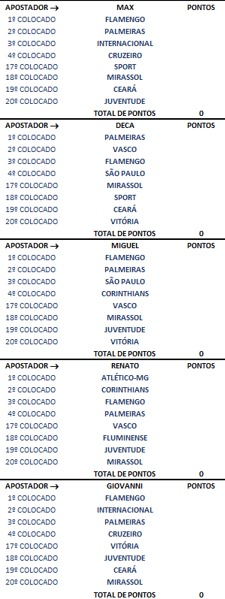 APOSTADOR → MAX PONTOS
1º COLOCADO FLAMENGO
2º COLOCADO PALMEIRAS
3º COLOCADO INTERNACIONAL
4º COLOCADO CRUZEIRO
17º COLOCADO SPORT
18º COLOCADO MIRASSOL
19º COLOCADO CEARÁ
20º COLOCADO JUVENTUDE
TOTAL DE PONTOS 0
APOSTADOR → DECA PONTOS
1º COLOCADO PALMEIRAS
2º COLOCADO VASCO
3º COLOCADO FLAMENGO
4º COLOCADO SÃO PAULO
17º COLOCADO MIRASSOL
18º COLOCADO SPORT
19º COLOCADO CEARÁ
20º COLOCADO VITÓRIA
TOTAL DE PONTOS 0
APOSTADOR → MIGUEL PONTOS
1º COLOCADO FLAMENGO
2º COLOCADO PALMEIRAS
3º COLOCADO SÃO PAULO
4º COLOCADO CORINTHIANS
17º COLOCADO VASCO
18º COLOCADO MIRASSOL
19º COLOCADO JUVENTUDE
20º COLOCADO VITÓRIA
TOTAL DE PONTOS 0
APOSTADOR → RENATO PONTOS
1º COLOCADO ATLÉTICO-MG
2º COLOCADO CORINTHIANS
3º COLOCADO FLAMENGO
4º COLOCADO PALMEIRAS
17º COLOCADO VASCO
18º COLOCADO FLUMINENSE
19º COLOCADO JUVENTUDE
20º COLOCADO MIRASSOL
TOTAL DE PONTOS 0
APOSTADOR → GIOVANNI PONTOS
1º COLOCADO FLAMENGO
2º COLOCADO INTERNACIONAL
3º COLOCADO PALMEIRAS
4º COLOCADO CRUZEIRO
17º COLOCADO VITÓRIA
18º COLOCADO JUVENTUDE
19º COLOCADO CEARÁ
20º COLOCADO MIRASSOL
TOTAL DE PONTOS 0